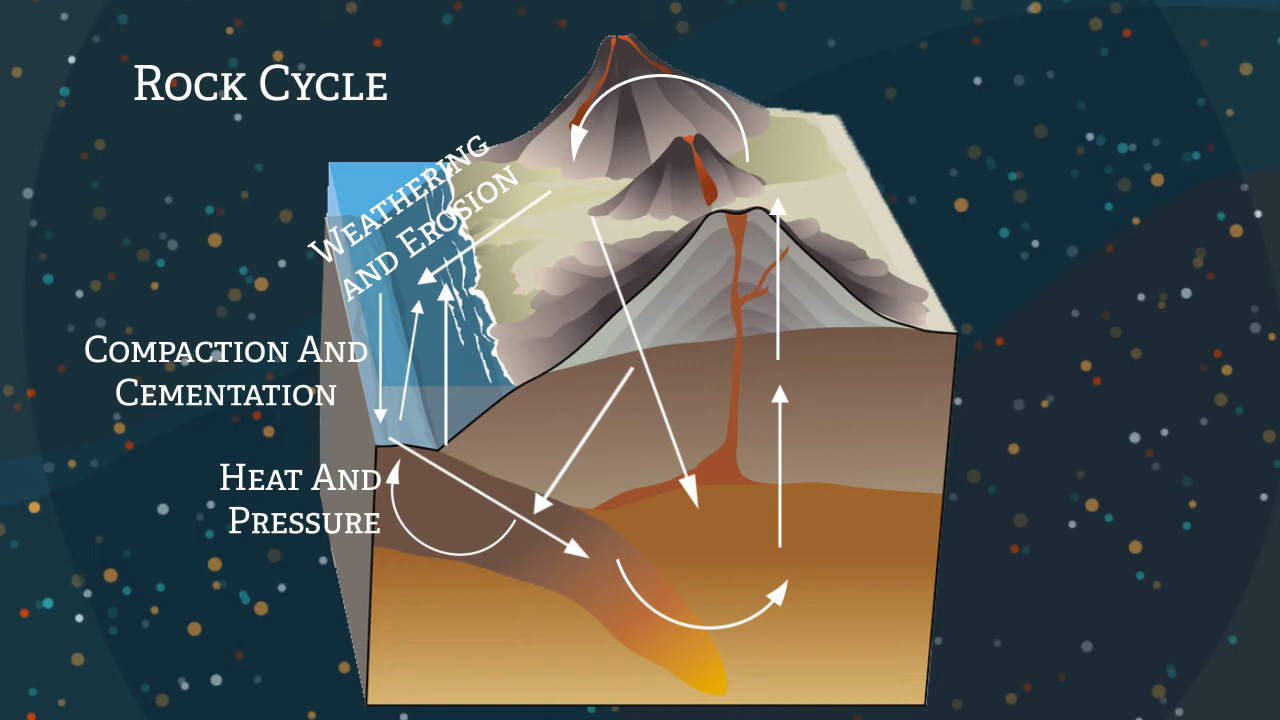 Rock Cycle
Weathering
and Erosion
Compaction And
Cementation
Heat And
Pressure